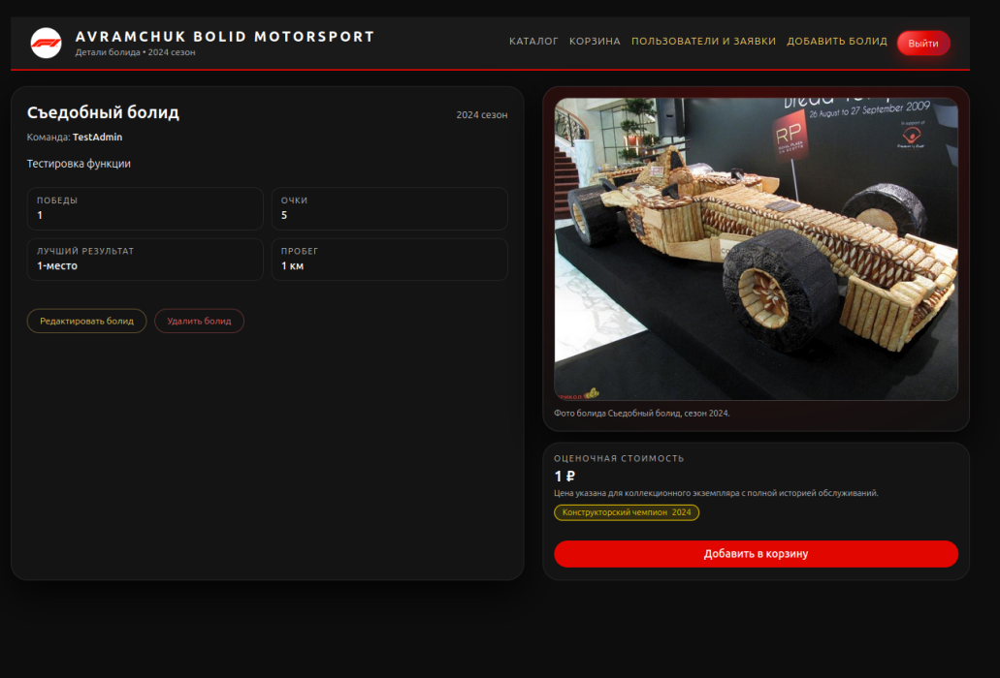 AVRAMCHUK BOLID MOTORSPORT
Детали болида • 2024 сезон
КАТАЛОГ КОРЗИНА ПОЛЬЗОВАТЕЛИ И ЗАЯВКИ ДОБАВИТЬ БОЛИД Выйти
Съедобный болид
2024 сезон
Команда: TestAdmin
Тестировка функции
ПОБЕДЫ
1
ОЧКИ
5
ЛУЧШИЙ РЕЗУЛЬТАТ
1-место
ПРОБЕГ
1 км
Редактировать болид
Удалить болид
26 August to 27 September 2009
RP
Фото болида Съедобный болид, сезон 2024.
ОЦЕНОЧНАЯ СТОИМОСТЬ
1 ₽
Цена указана для коллекционного экземпляра с полной историей обслуживаний.
Конструкторский чемпион 2024
Добавить в корзину